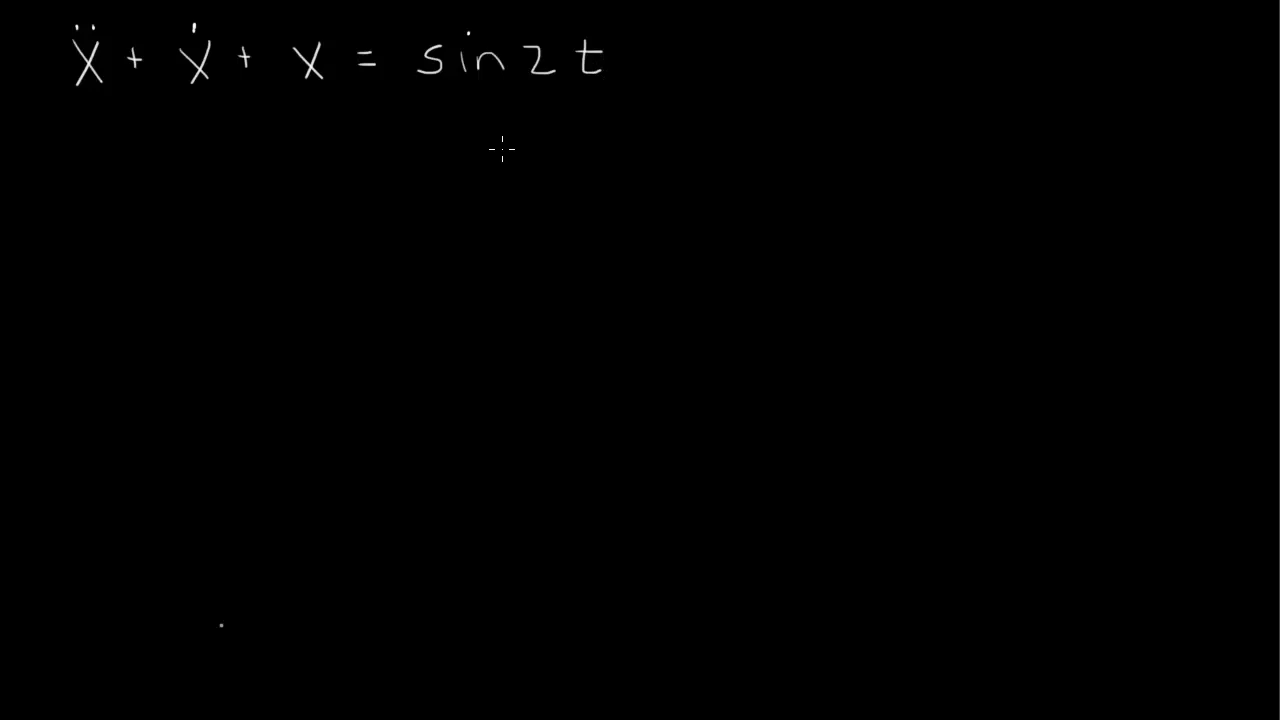 ẍ + ẋ + x = sin 2t